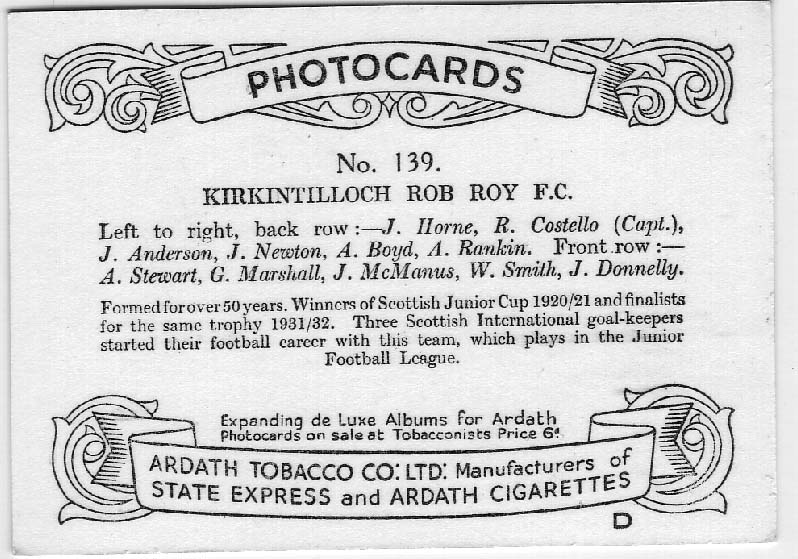 PHOTOCARDS
No. 139.
KIRKINTILLOCH ROB ROY F.C.
Left to right, back row :—J. Horne, R. Costello (Capt.),
J. Anderson, J. Newton, A. Boyd, A. Rankin. Front row :—
A. Stewart, G. Marshall, J. McManus, W. Smith, J. Donnelly.
Formed for over 50 years. Winners of Scottish Junior Cup 1920/21 and finalists
for the same trophy 1931/32. Three Scottish International goal-keepers
started their football career with this team, which plays in the Junior
Football League.
Expanding de Luxe Albums for Ardath
Photocards on sale at Tobacconists Price 6d.
ARDATH TOBACCO CO. LTD. Manufacturers of
STATE EXPRESS and ARDATH CIGARETTES
D